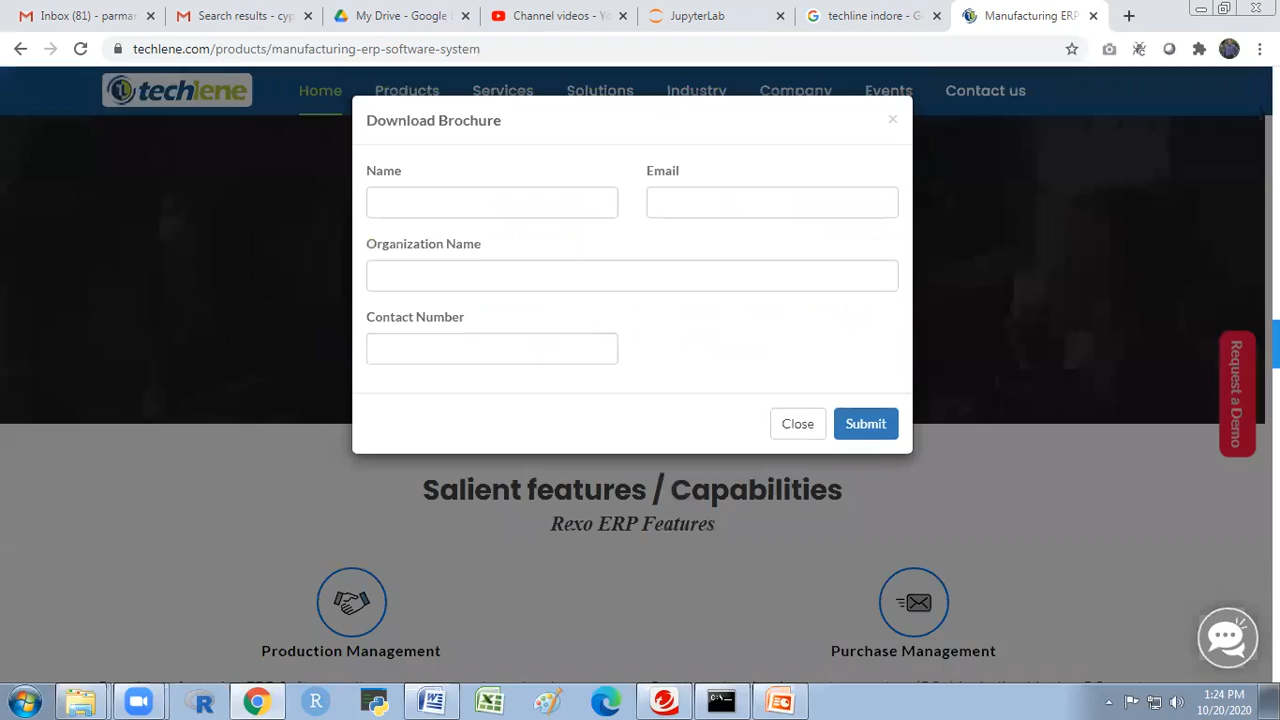 Inbox (81) - parmar
Search results - cyp
My Drive - Google
Channel videos - Yo
JupyterLab
techline indore - G
Manufacturing ERP
techlene.com/products/manufacturing-erp-software-system
techlene
Home
Products
Services
Solutions
Industry
Company
Events
Contact us
Download Brochure
×
Name
Email
Organization Name
Contact Number
Close
Submit
Request a Demo
Salient features / Capabilities
Rexo ERP Features
Production Management
Purchase Management
1:24 PM
10/20/2020